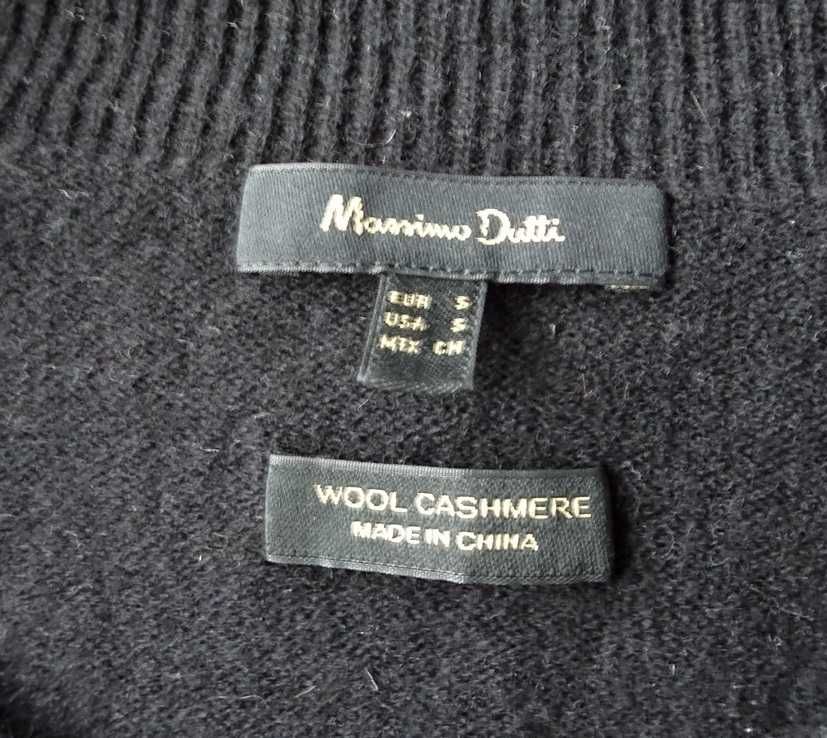 Massimo Dutti
EUR S
USA S
MEX CH
WOOL CASHMERE
MADE IN CHINA